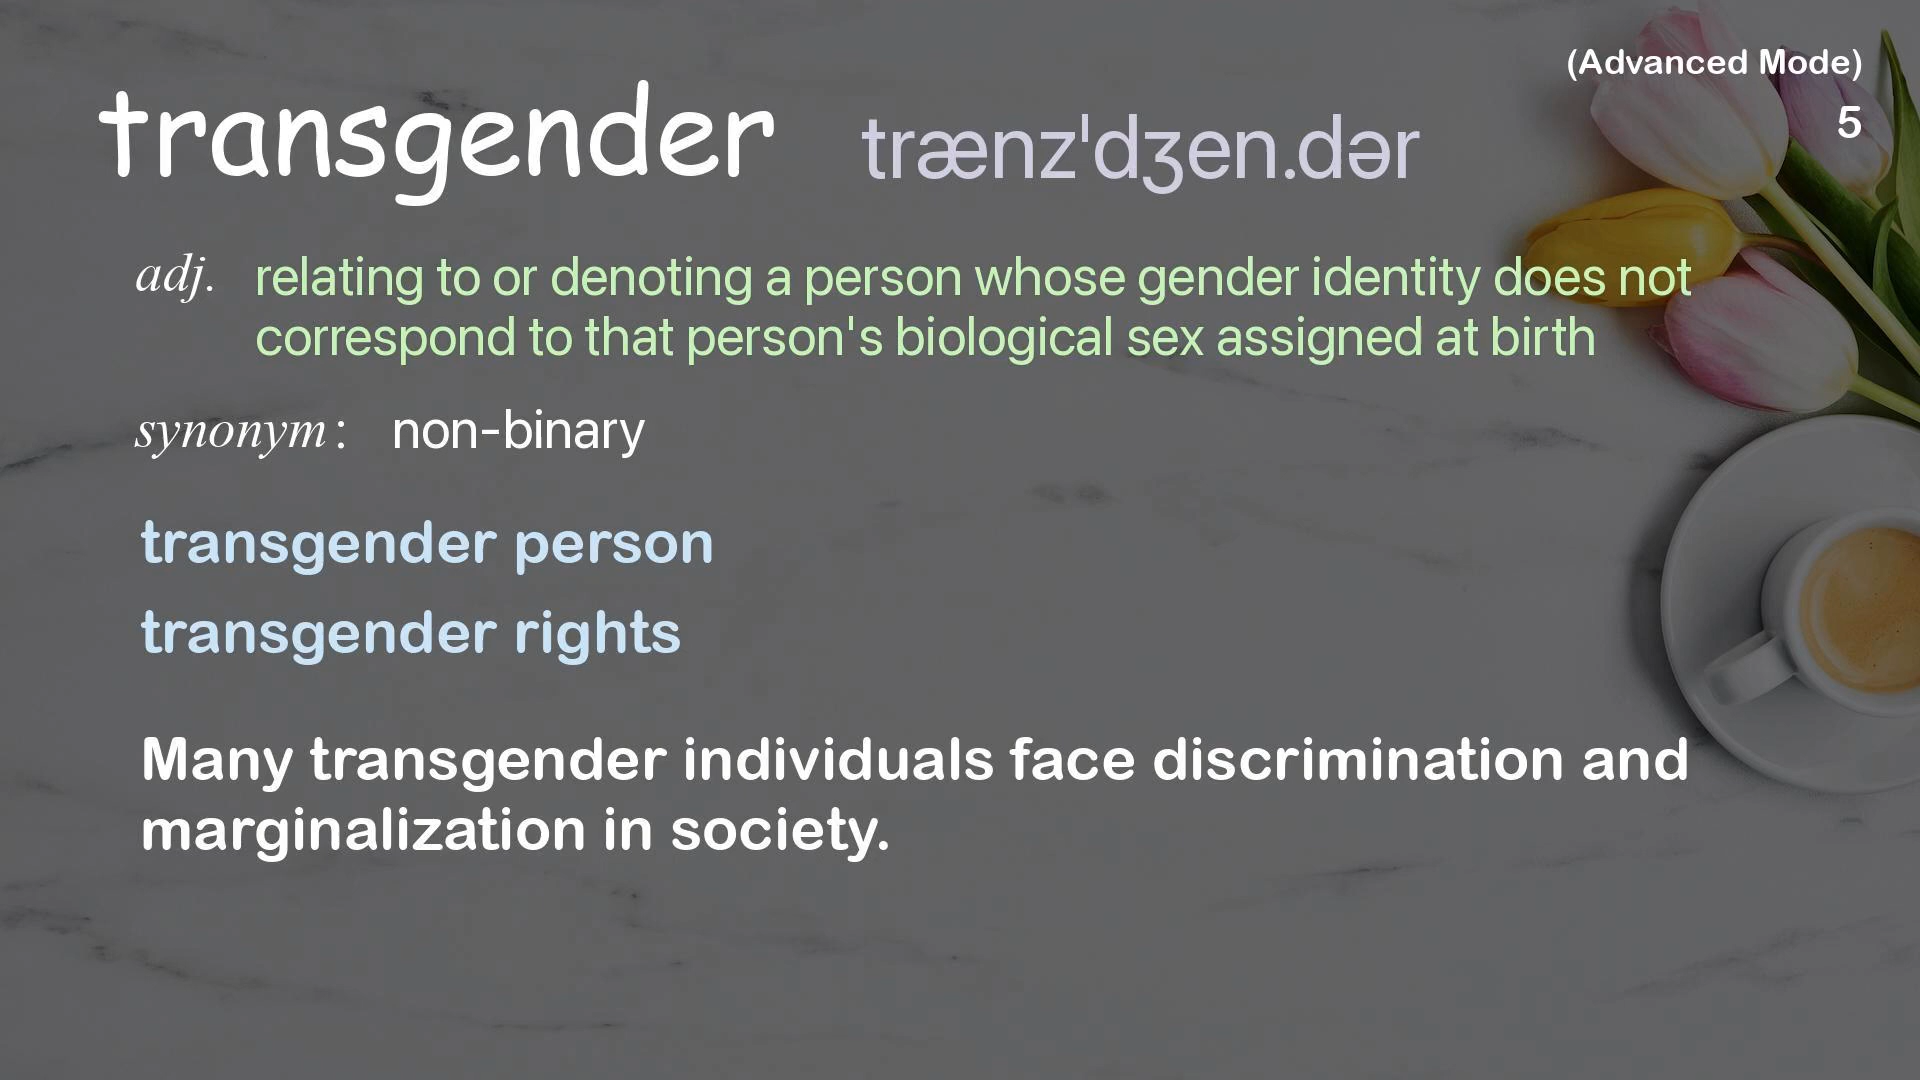 (Advanced Mode)
transgender trænzˈdʒen.dər
5
adj. relating to or denoting a person whose gender identity does not
correspond to that person's biological sex assigned at birth
synonym: non-binary
transgender person
transgender rights
Many transgender individuals face discrimination and
marginalization in society.